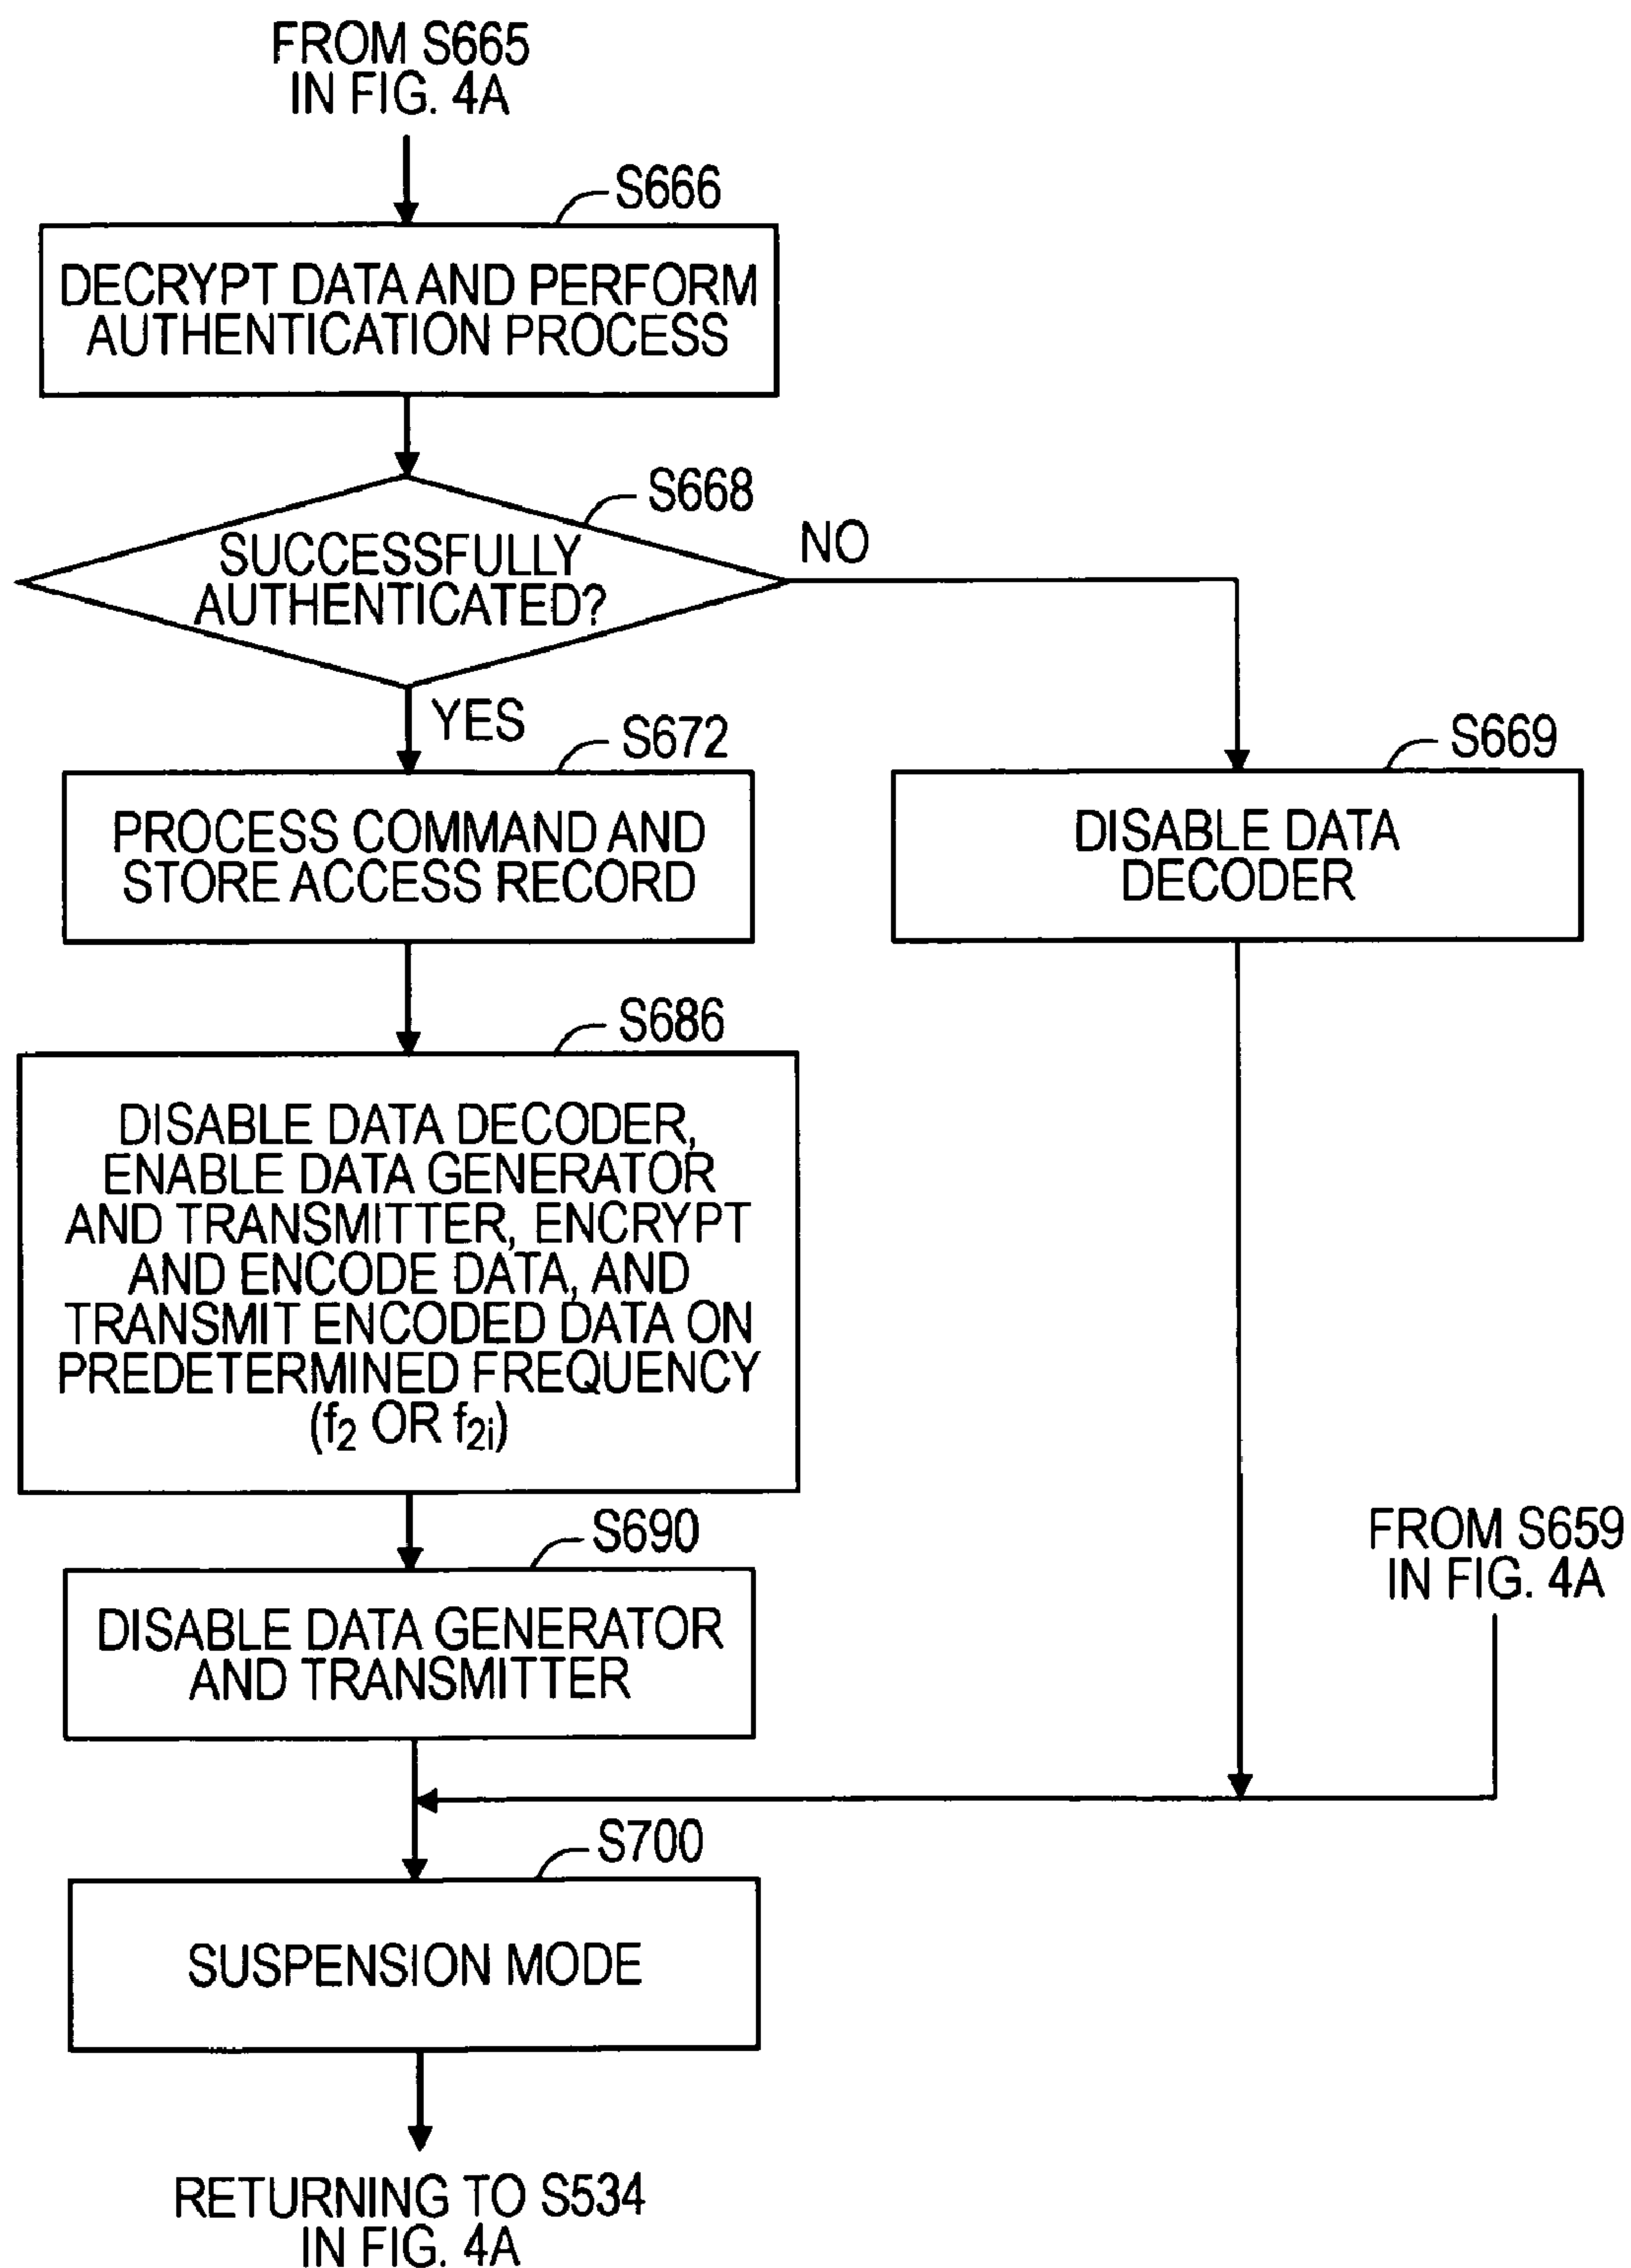 FROM S665
IN FIG. 4A
S666
DECRYPT DATA AND PERFORM
AUTHENTICATION PROCESS
S668
SUCCESSFULLY
AUTHENTICATED?
NO
YES
S672
PROCESS COMMAND AND
STORE ACCESS RECORD
S669
DISABLE DATA
DECODER
S686
DISABLE DATA DECODER,
ENABLE DATA GENERATOR
AND TRANSMITTER, ENCRYPT
AND ENCODE DATA, AND
TRANSMIT ENCODED DATA ON
PREDETERMINED FREQUENCY
(f₂ OR f₂ᵢ)
S690
DISABLE DATA GENERATOR
AND TRANSMITTER
FROM S659
IN FIG. 4A
S700
SUSPENSION MODE
RETURNING TO S534
IN FIG. 4A